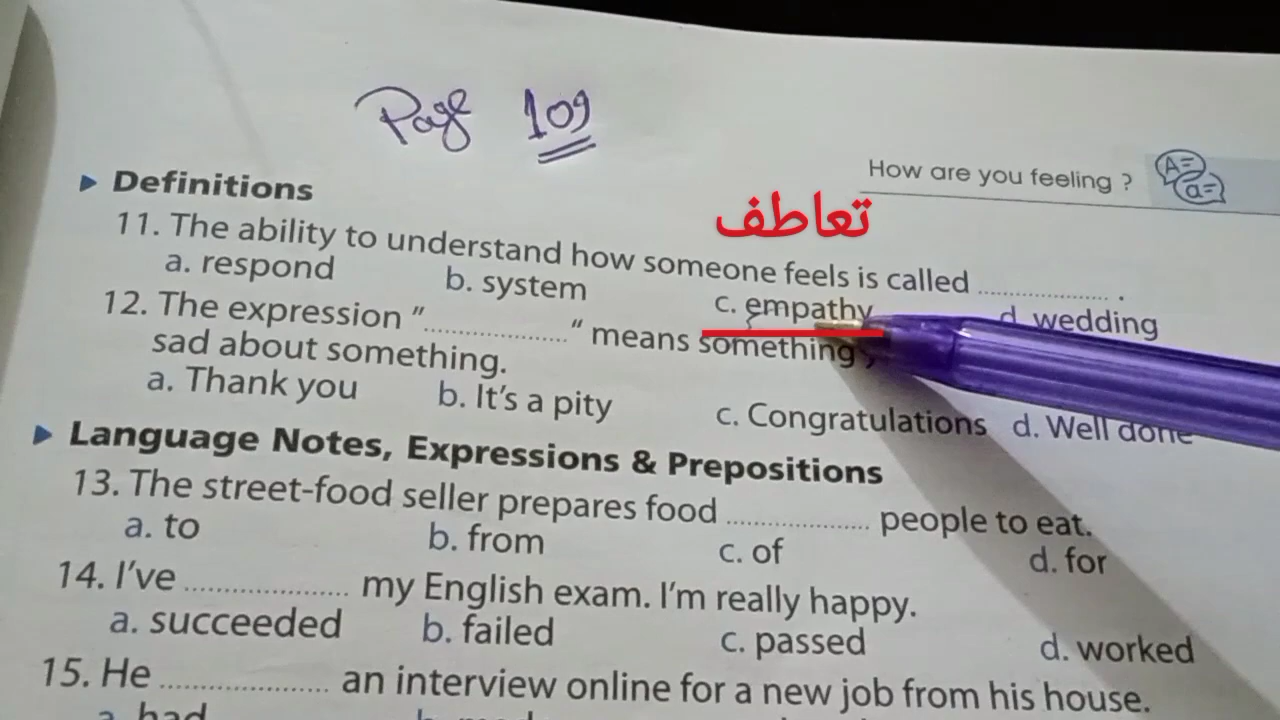 Page 109
How are you feeling ?
A=
a=
▶ Definitions
تعاطف
11. The ability to understand how someone feels is called .................... .
a. respond b. system c. empathy d. wedding
12. The expression "...................." means something
sad about something.
a. Thank you b. It's a pity c. Congratulations d. Well done
▶ Language Notes, Expressions & Prepositions
13. The street-food seller prepares food .................... people to eat.
a. to b. from c. of d. for
14. I've .................... my English exam. I'm really happy.
a. succeeded b. failed c. passed d. worked
15. He .................... an interview online for a new job from his house.
a. had b.